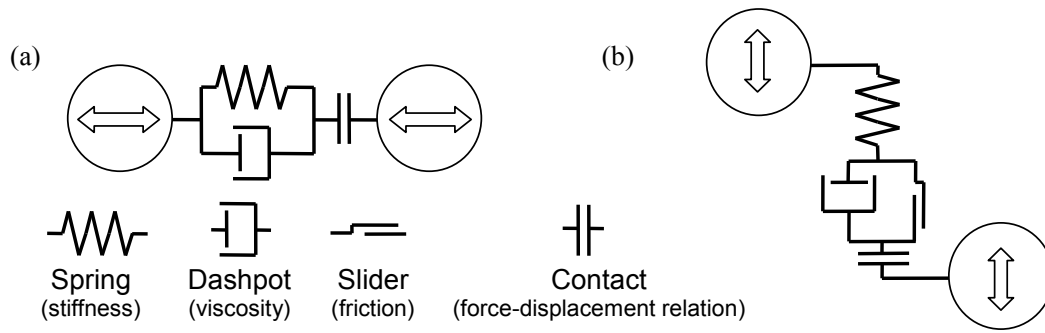 (a)
(b)
Spring Dashpot Slider Contact
(stiffness) (viscosity) (friction) (force-displacement relation)